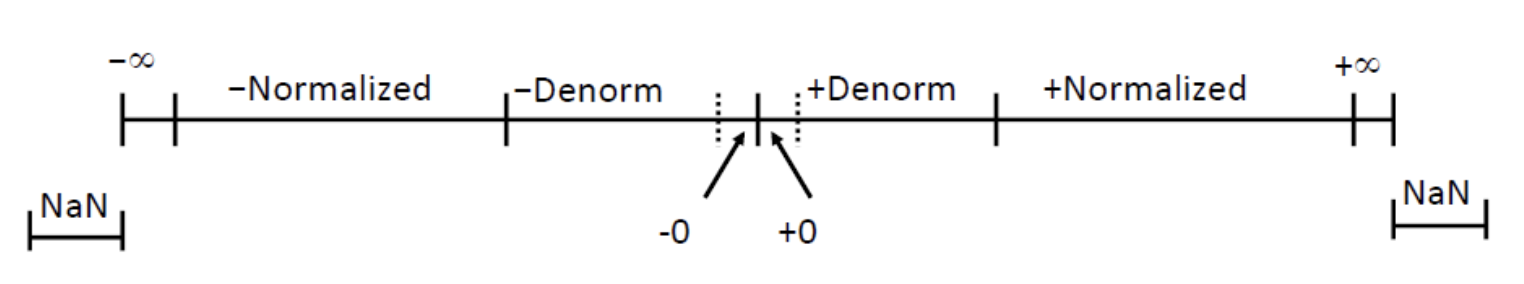 −∞
−Normalized
−Denorm
+Denorm
+Normalized
+∞
NaN
-0
+0
NaN